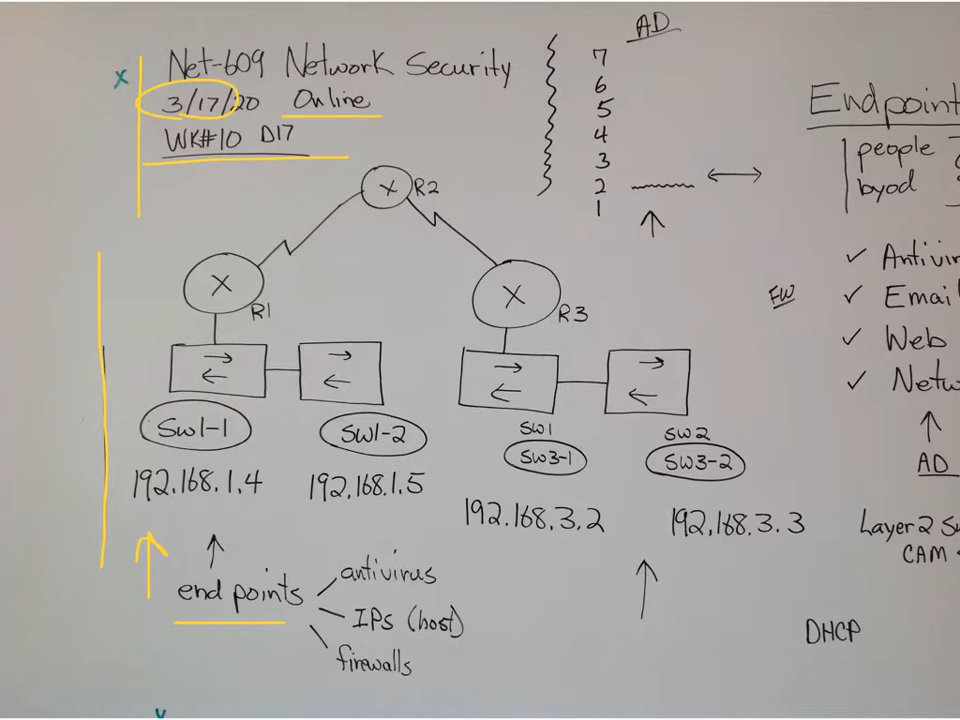 Net-609 Network Security
3/17/20 Online
WK#10 D17
AD
7
6
5
4
3
2
1
R2
R1
R3
SW1-1
SW1-2
SW1
SW3-1
SW2
SW3-2
192.168.1.4
192.168.1.5
192.168.3.2
192.168.3.3
end points
antivirus
IPs (host)
firewalls
Endpoint
people
byod
FW
✓ Antivir
✓ Email
✓ Web
✓ Netw
AD
Layer 2 Sw
CAM
DHCP